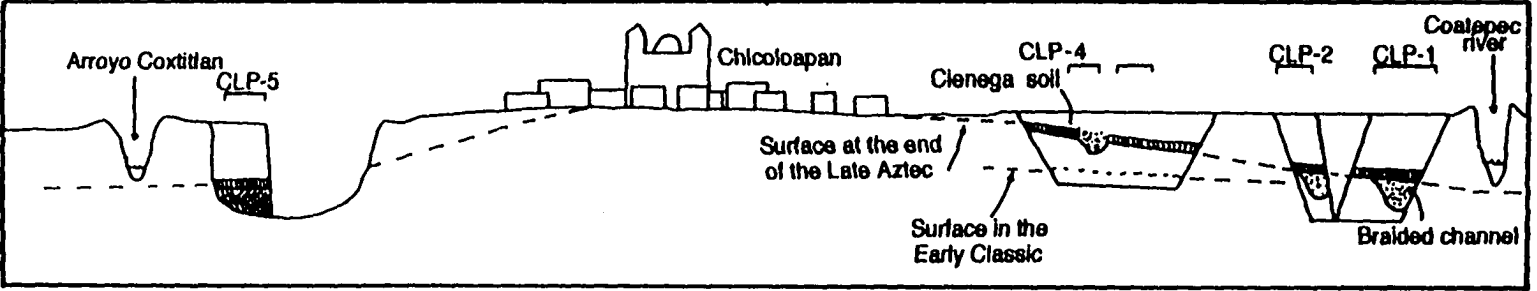 Arroyo Coxtitlan
CLP-5
Chicoloapan
CLP-4
Cienega soil
Surface at the end
of the Late Aztec
Surface in the
Early Classic
CLP-2
CLP-1
Coatepec
river
Braided channel